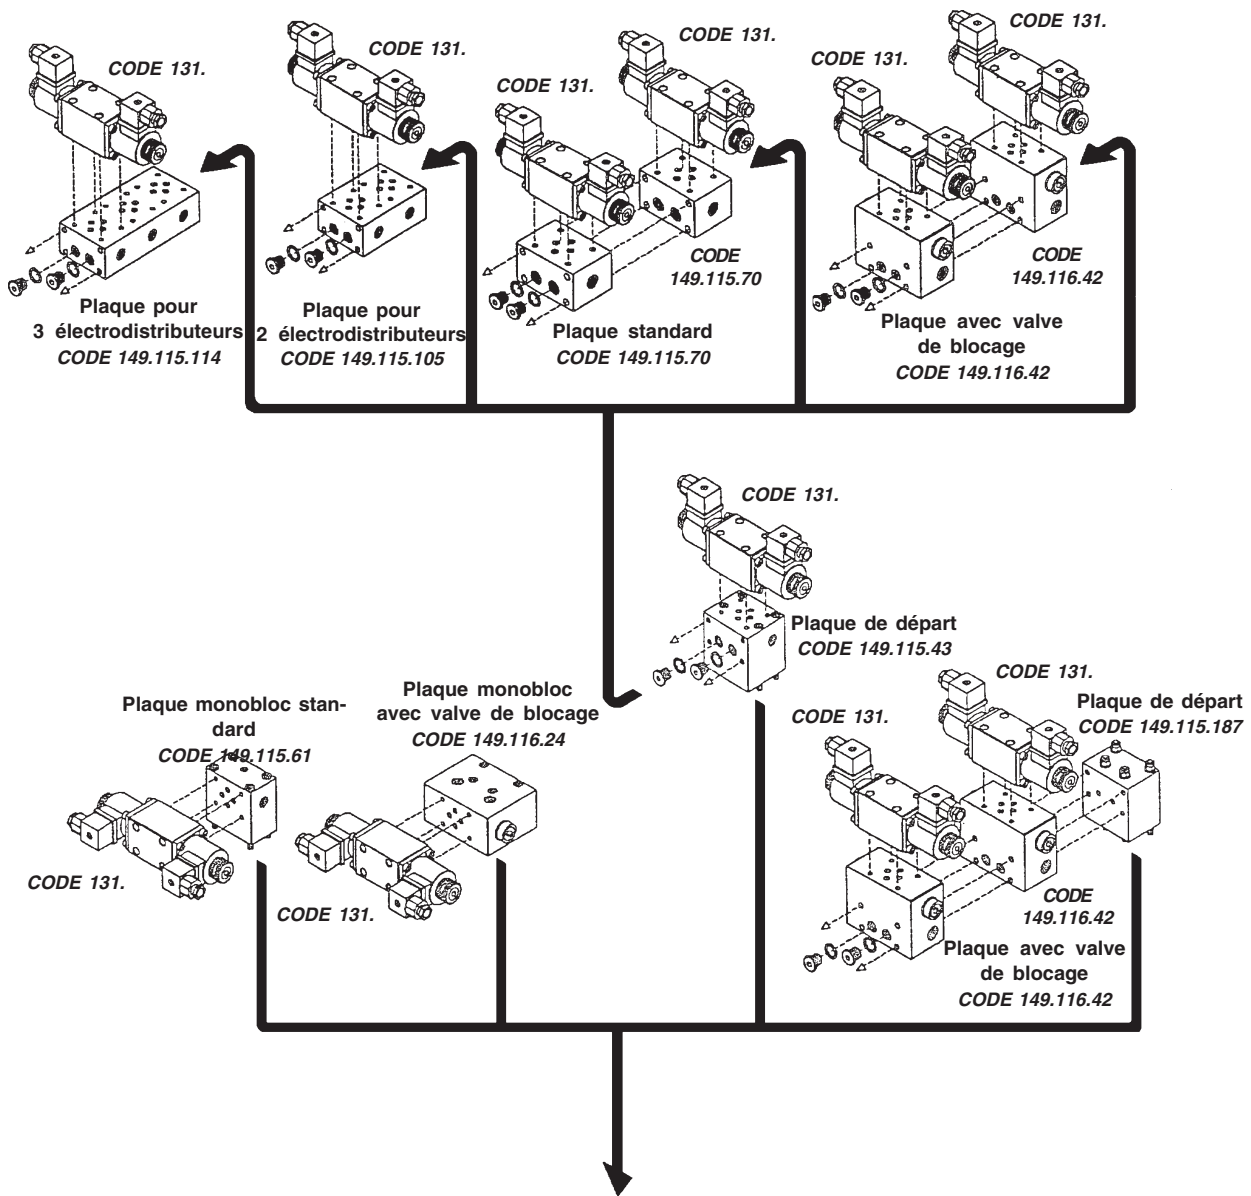 CODE 131.
CODE 131.
CODE 131.
CODE 131.
CODE 131.
CODE 131.
Plaque pour
3 électrodistributeurs
CODE 149.115.114
Plaque pour
2 électrodistributeurs
CODE 149.115.105
CODE
149.115.70
Plaque standard
CODE 149.115.70
CODE
149.116.42
Plaque avec valve
de blocage
CODE 149.116.42
CODE 131.
Plaque de départ
CODE 149.115.43
Plaque monobloc stan-
dard
CODE 149.115.61
CODE 131.
Plaque monobloc
avec valve de blocage
CODE 149.116.24
CODE 131.
CODE 131.
CODE 131.
Plaque de départ
CODE 149.115.187
CODE
149.116.42
Plaque avec valve
de blocage
CODE 149.116.42